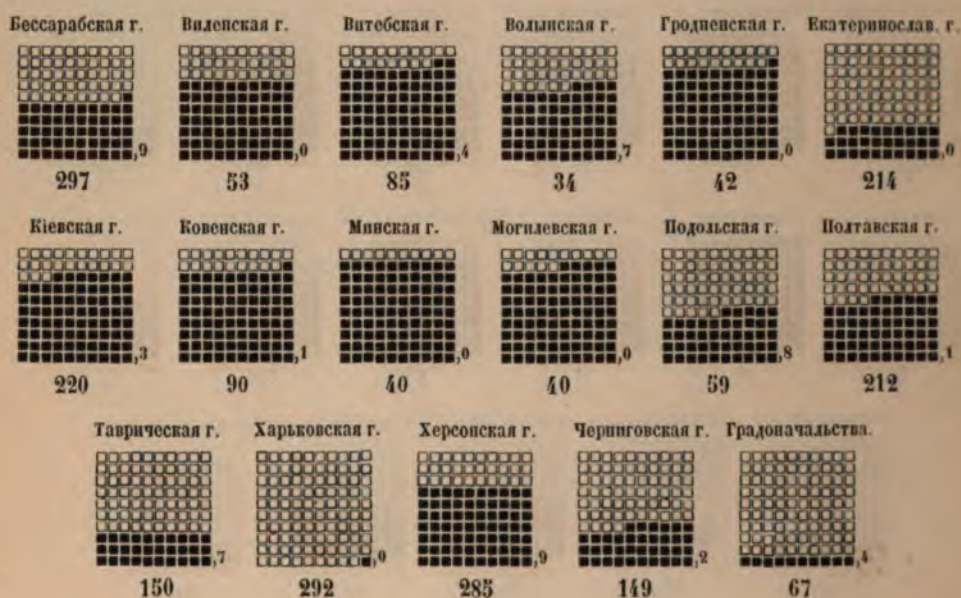 Бессарабская г. Виленская г. Витебская г. Волынская г. Гродненская г. Екатеринослав. г.
,9 ,0 ,4 ,7 ,0 ,0
297 53 85 34 42 214
Кіевская г. Ковенская г. Минская г. Могилевская г. Подольская г. Полтавская г.
,3 ,1 ,0 ,0 ,8 ,1
220 90 40 40 59 212
Таврическая г. Харьковская г. Херсонская г. Черниговская г. Градоначальства.
,7 ,0 ,9 ,2 ,4
150 292 285 149 67